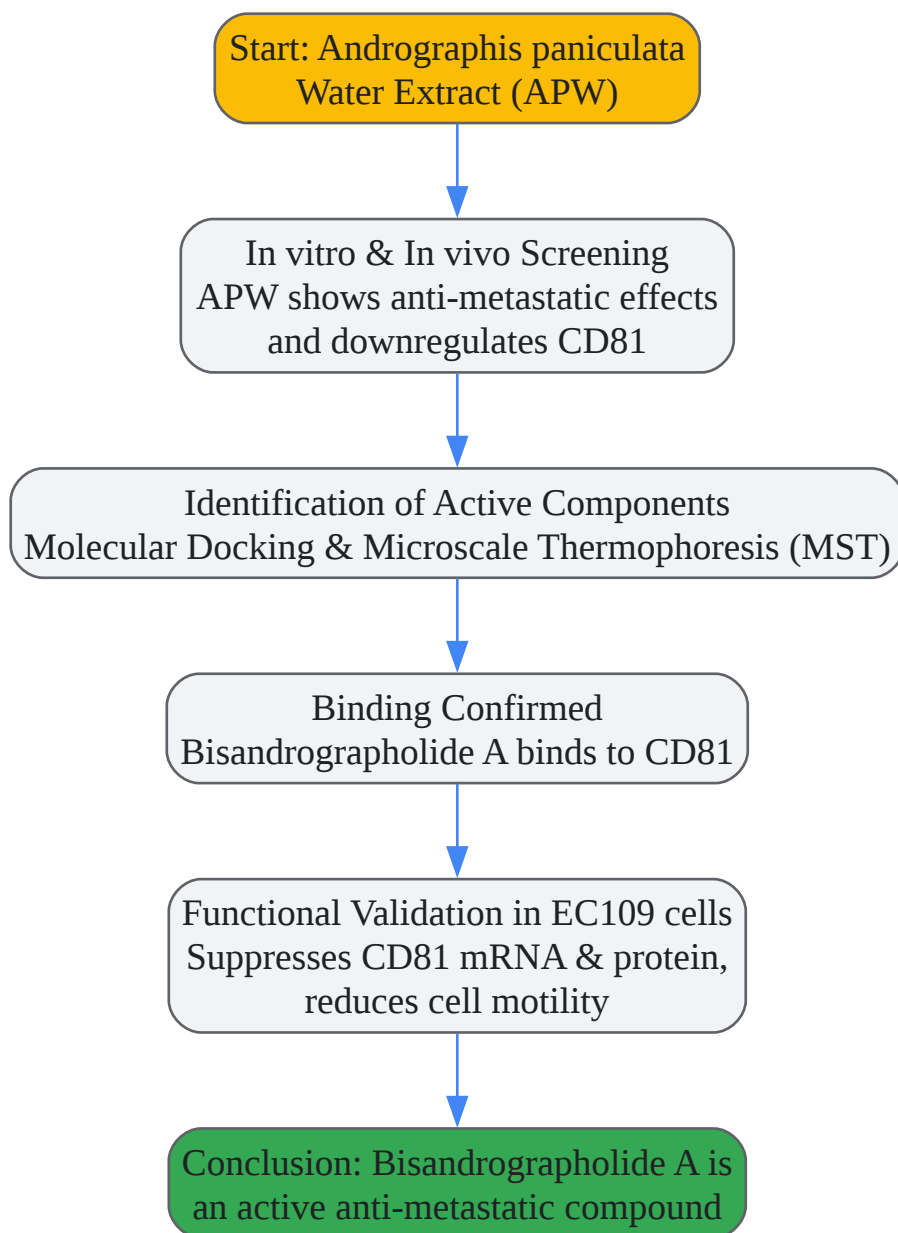 Start: Andrographis paniculata
Water Extract (APW)
In vitro & In vivo Screening
APW shows anti-metastatic effects
and downregulates CD81
Identification of Active Components
Molecular Docking & Microscale Thermophoresis (MST)
Binding Confirmed
Bisandrographolide A binds to CD81
Functional Validation in EC109 cells
Suppresses CD81 mRNA & protein,
reduces cell motility
Conclusion: Bisandrographolide A is
an active anti-metastatic compound